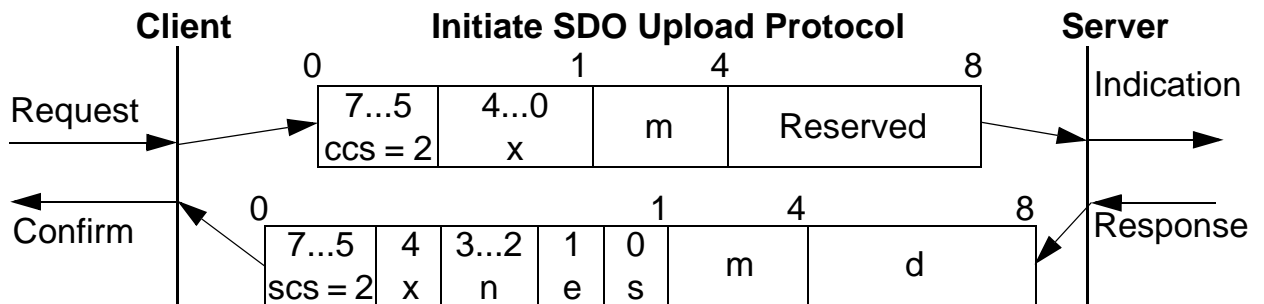 Client Initiate SDO Upload Protocol Server
0 1 4 8
Indication
Request
7...5 4...0
m Reserved
ccs = 2 x
0 1 4 8
Confirm
Response
7...5 4 3...2 1 0
m d
scs = 2 x n e s